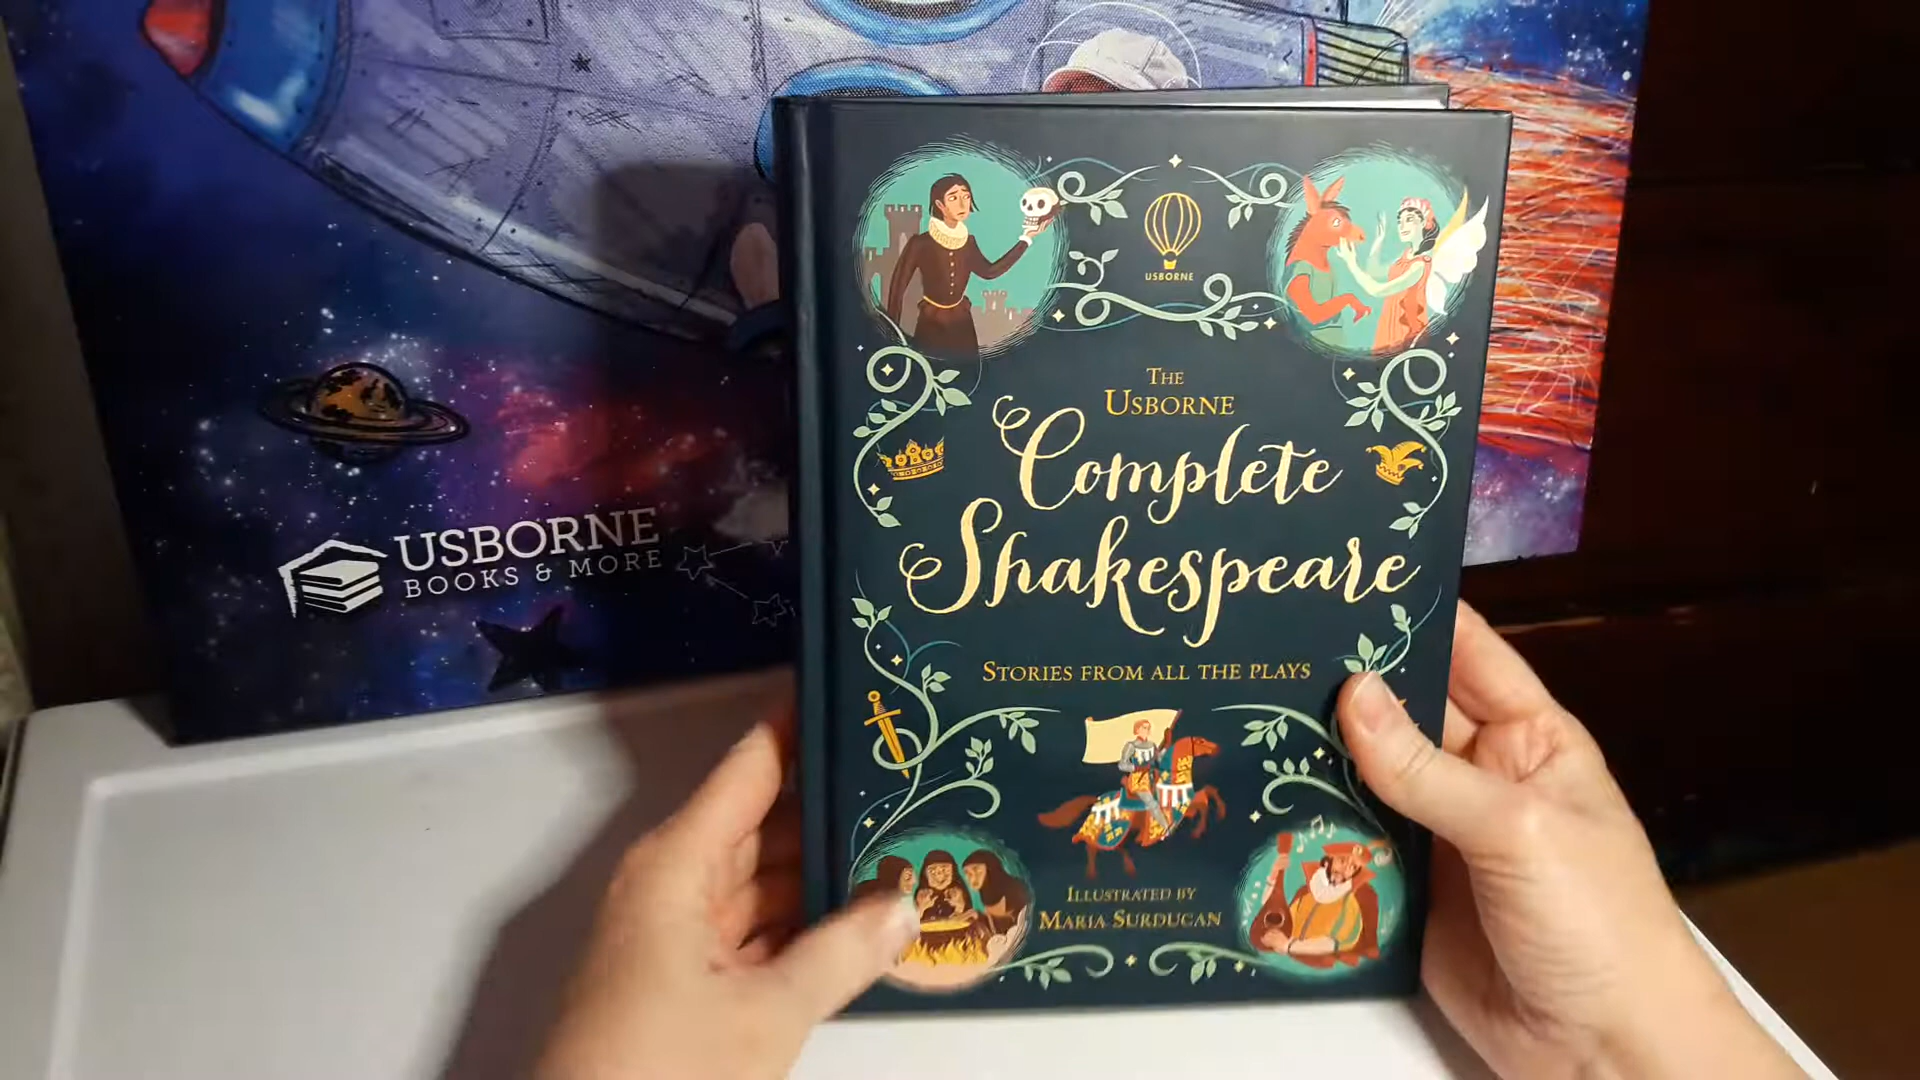 USBORNE
BOOKS & MORE
USBORNE
THE
USBORNE
Complete
Shakespeare
STORIES FROM ALL THE PLAYS
ILLUSTRATED BY
MARIA SURDUCAN